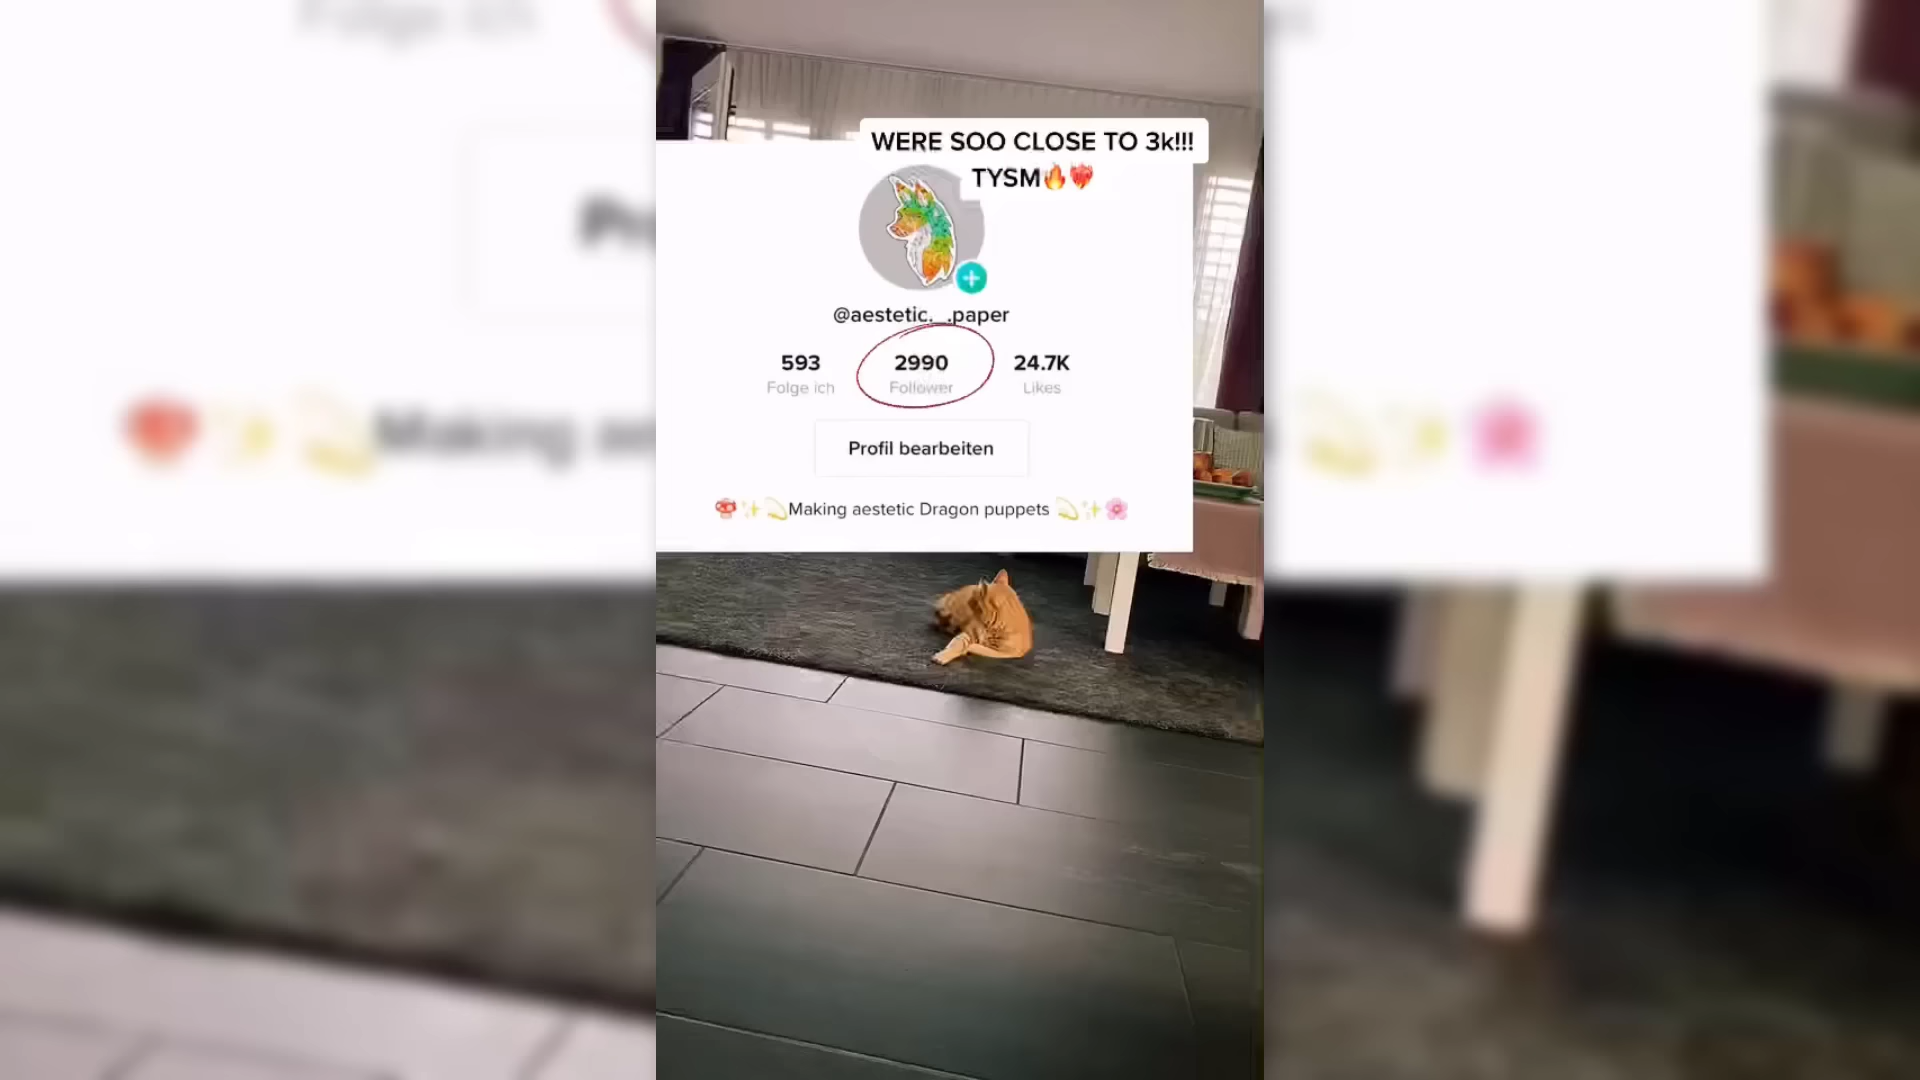 WERE SOO CLOSE TO 3k!!!
TYSM🔥❤️‍🔥
@aestetic._.paper
593 2990 24.7K
Folge ich Follower Likes
Profil bearbeiten
🍄✨💫Making aestetic Dragon puppets 💫✨🌸